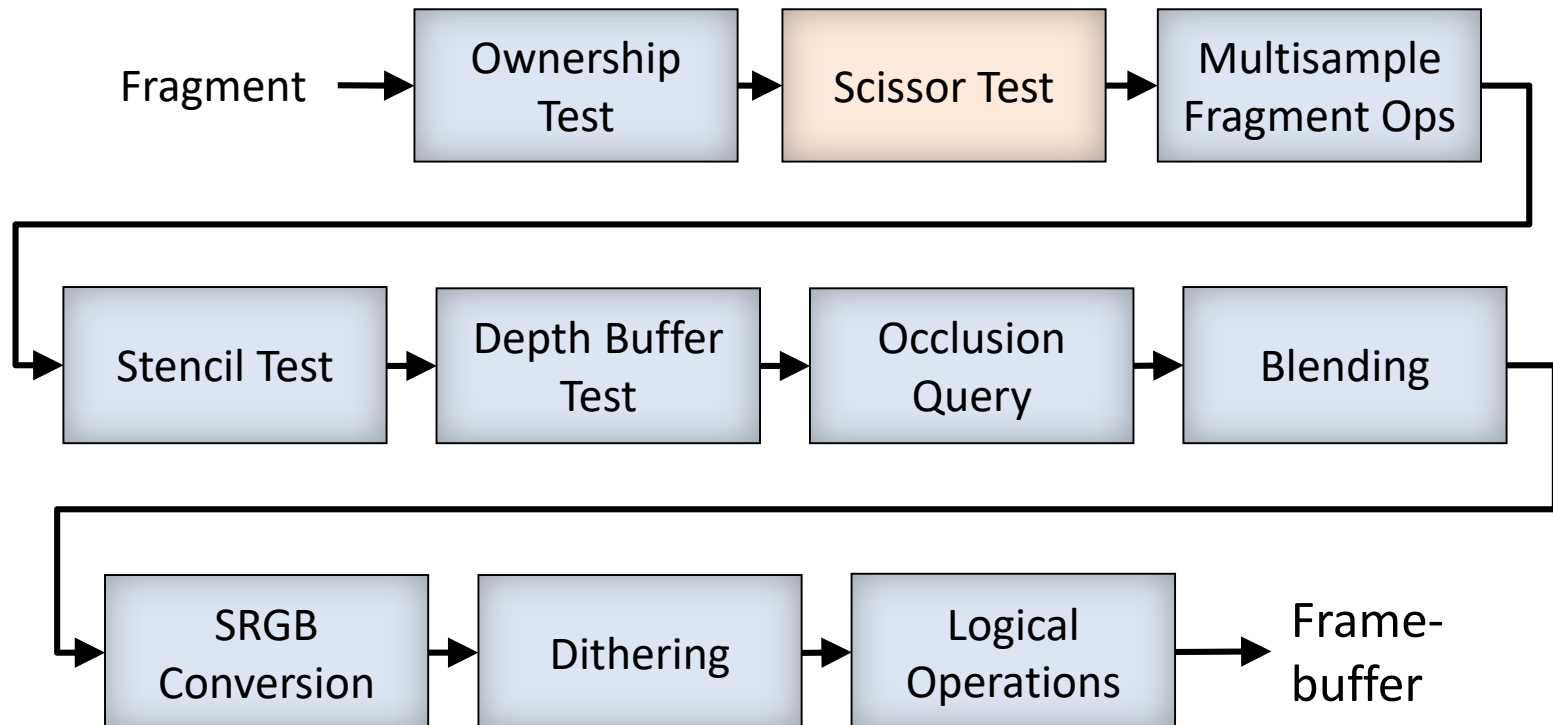 Fragment
Ownership
Test
Scissor Test
Multisample
Fragment Ops
Stencil Test
Depth Buffer
Test
Occlusion
Query
Blending
SRGB
Conversion
Dithering
Logical
Operations
Frame-
buffer